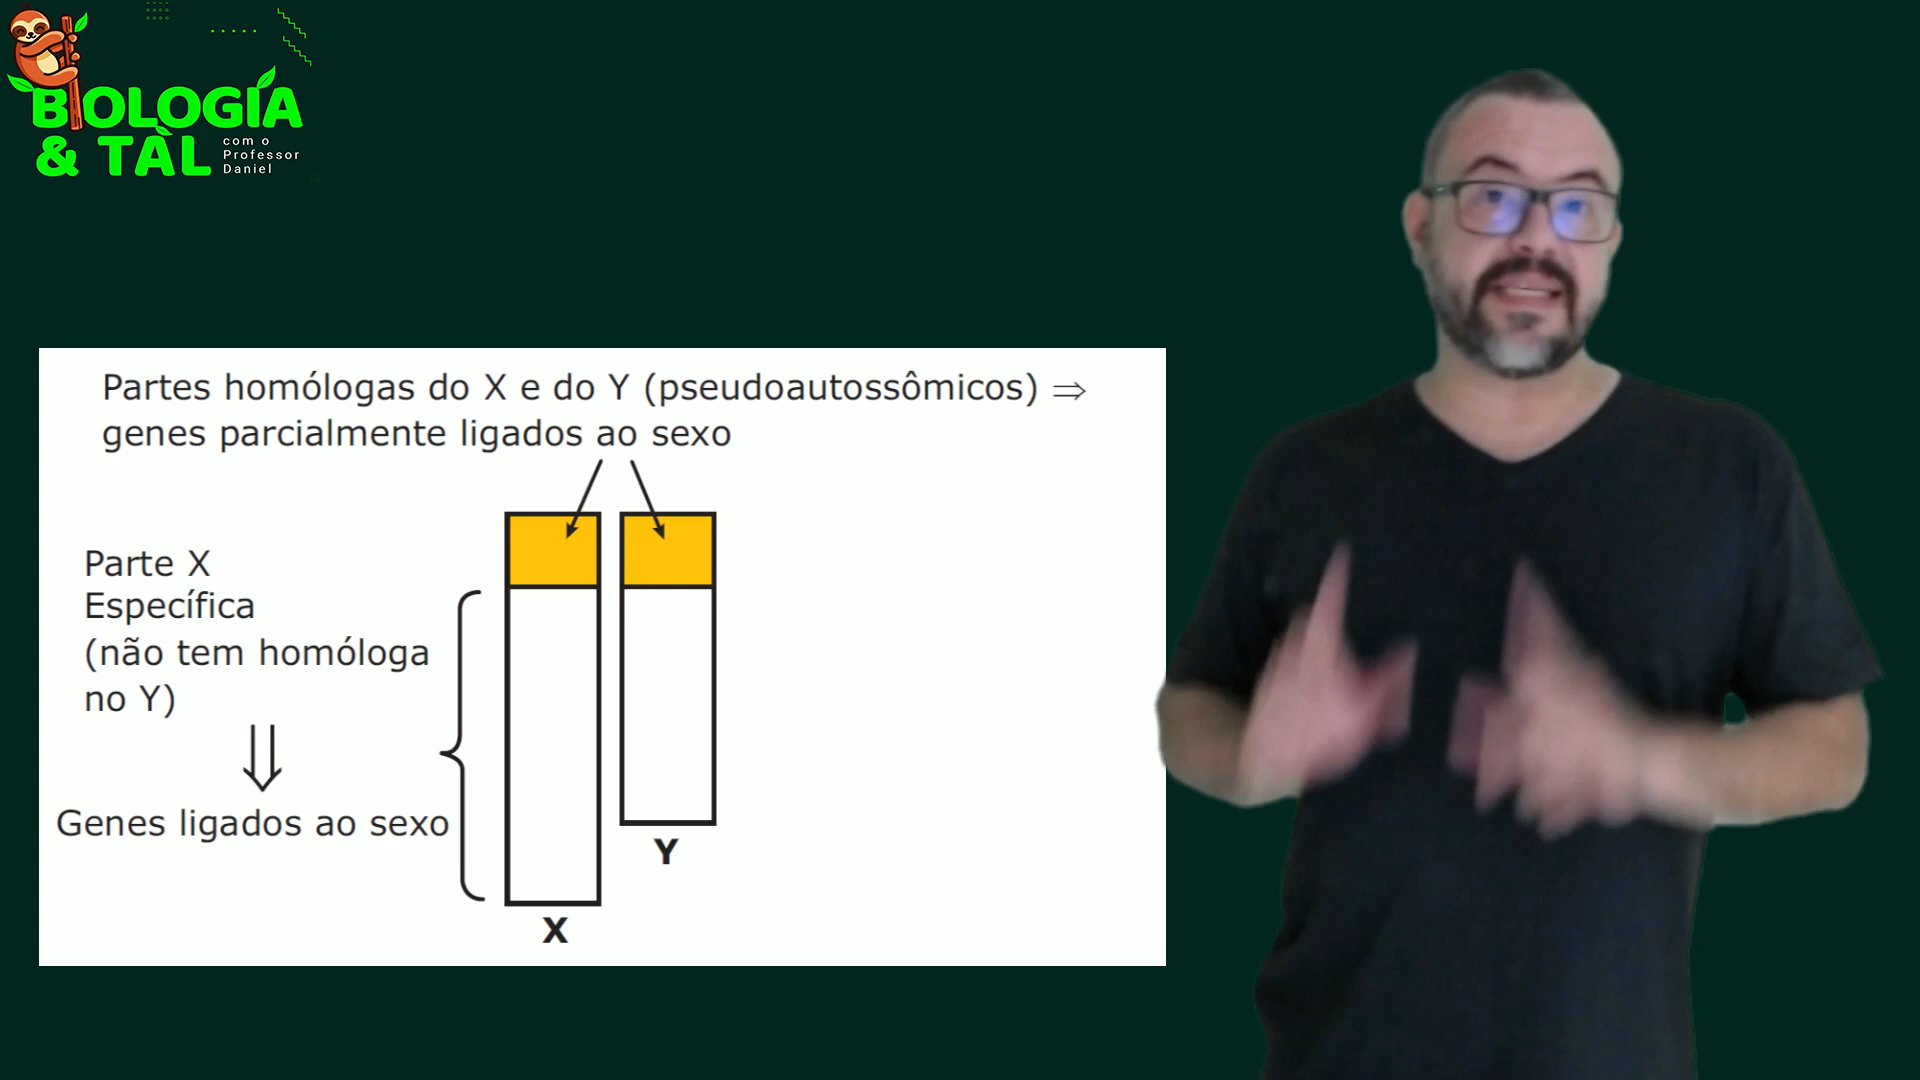 BIOLOGIA
& TAL
com o
Professor
Daniel
Partes homólogas do X e do Y (pseudoautossômicos) ⇒
genes parcialmente ligados ao sexo
Parte X
Específica
(não tem homóloga
no Y)
Genes ligados ao sexo
Y
X